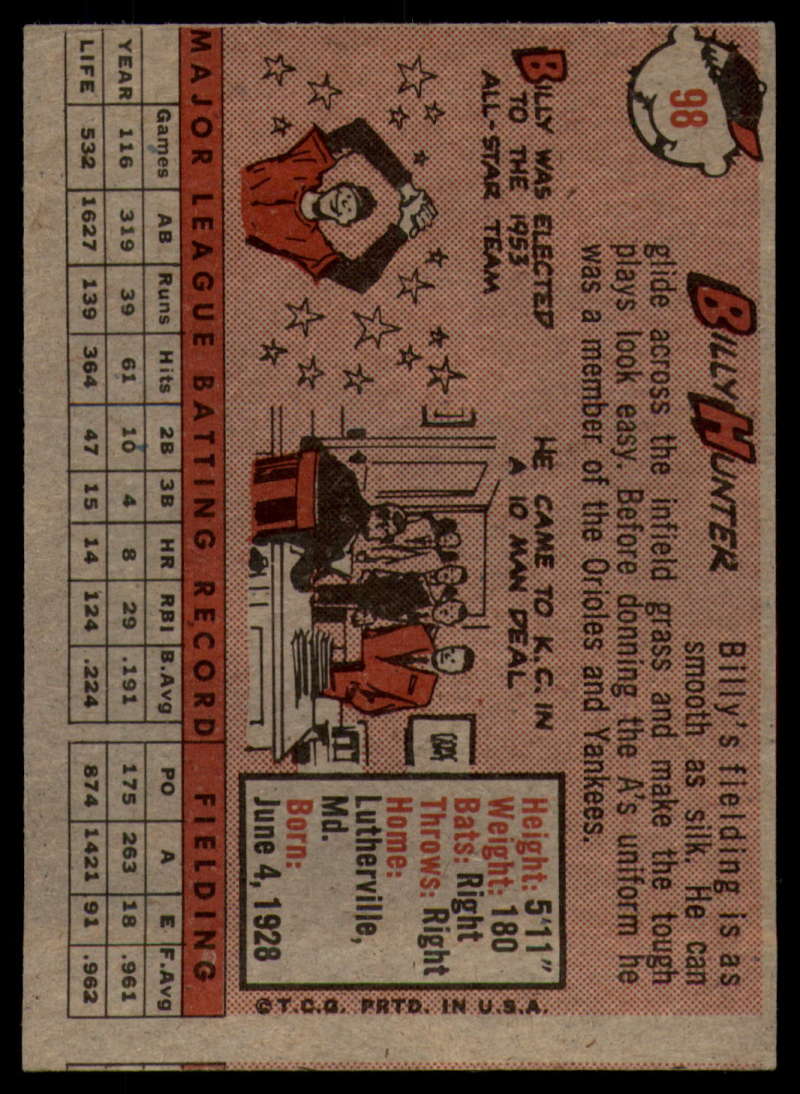 98
BILLY HUNTER
Billy's fielding is as
smooth as silk. He can
glide across the infield grass and make the tough
plays look easy. Before donning the A's uniform he
was a member of the Orioles and Yankees.
BILLY WAS ELECTED
TO THE 1953
ALL-STAR TEAM
HE CAME TO K.C. IN
A 10 MAN DEAL
Height: 5'11"
Weight: 180
Bats: Right
Throws: Right
Home:
Lutherville,
Md.
Born:
June 4, 1928
©T.C.G. PRTD. IN U.S.A.
MAJOR LEAGUE BATTING RECORD FIELDING
Games AB Runs Hits 2B 3B HR RBI B.Avg PO A E F.Avg
YEAR 116 319 39 61 10 4 8 29 .191 175 263 18 .961
LIFE 532 1627 139 364 47 15 14 124 .224 874 1421 91 .962